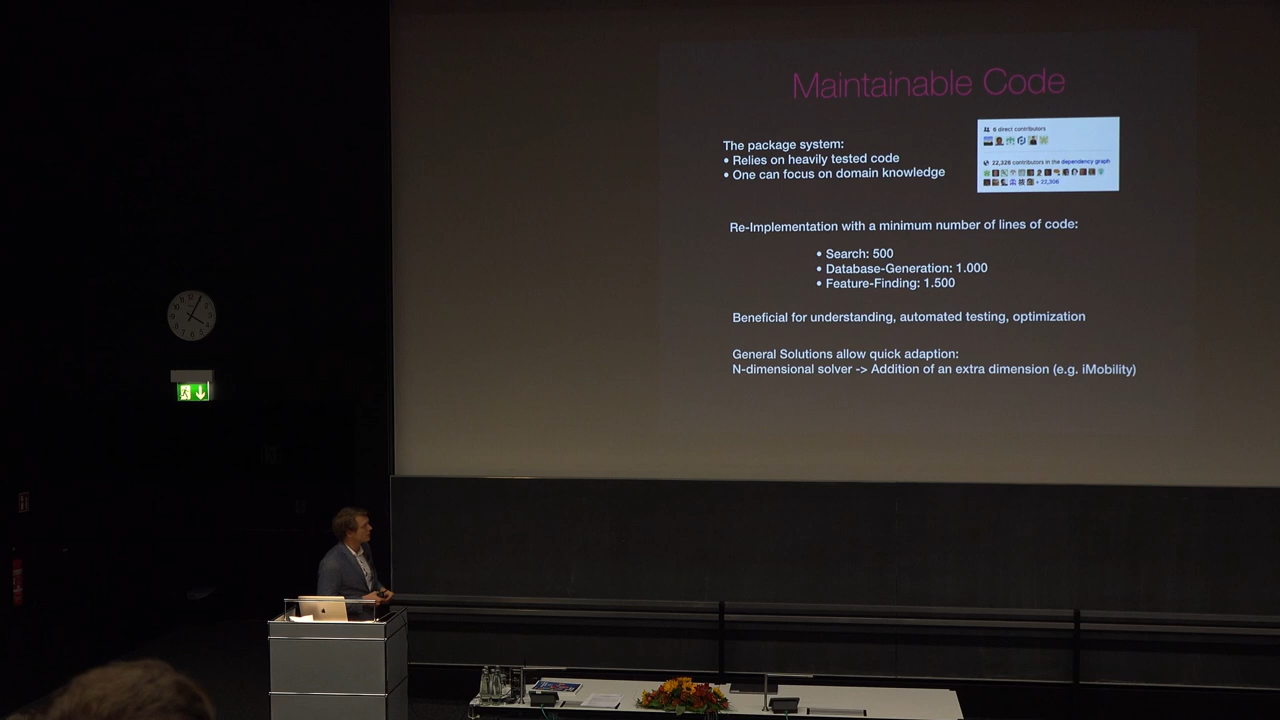 Maintainable Code
The package system:
• Relies on heavily tested code
• One can focus on domain knowledge
6 direct contributors
22,326 contributors in the dependency graph
+ 22,306
Re-Implementation with a minimum number of lines of code:
• Search: 500
• Database-Generation: 1.000
• Feature-Finding: 1.500
Beneficial for understanding, automated testing, optimization
General Solutions allow quick adaption:
N-dimensional solver -> Addition of an extra dimension (e.g. iMobility)